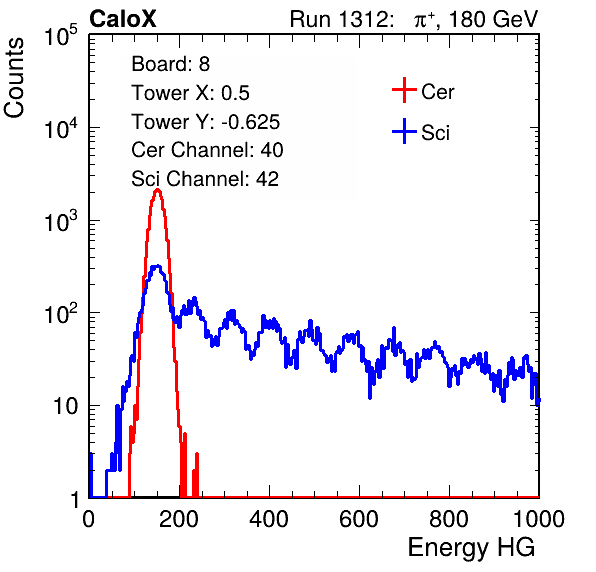 CaloX Run 1312: π⁺, 180 GeV
Counts
Board: 8
Tower X: 0.5
Tower Y: -0.625
Cer Channel: 40
Sci Channel: 42
Cer
Sci
10⁵
10⁴
10³
10²
10
1
0 200 400 600 800 1000
Energy HG